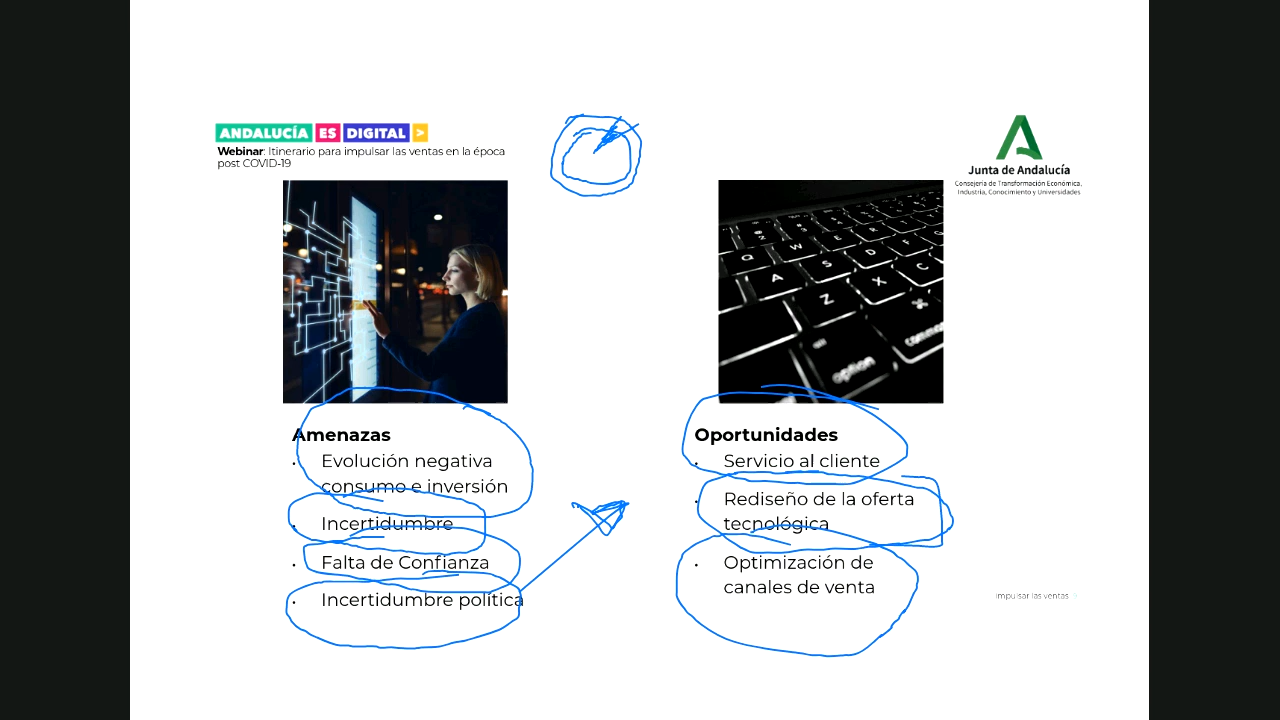 ANDALUCÍA ES DIGITAL >
Webinar: Itinerario para impulsar las ventas en la época
post COVID-19
Junta de Andalucía
Consejería de Transformación Económica,
Industria, Conocimiento y Universidades
Q W E R T
A S D F G
Z X C
option
Amenazas
• Evolución negativa
consumo e inversión
• Incertidumbre
• Falta de Confianza
• Incertidumbre política
Oportunidades
• Servicio al cliente
• Rediseño de la oferta
tecnológica
• Optimización de
canales de venta
impulsar las ventas